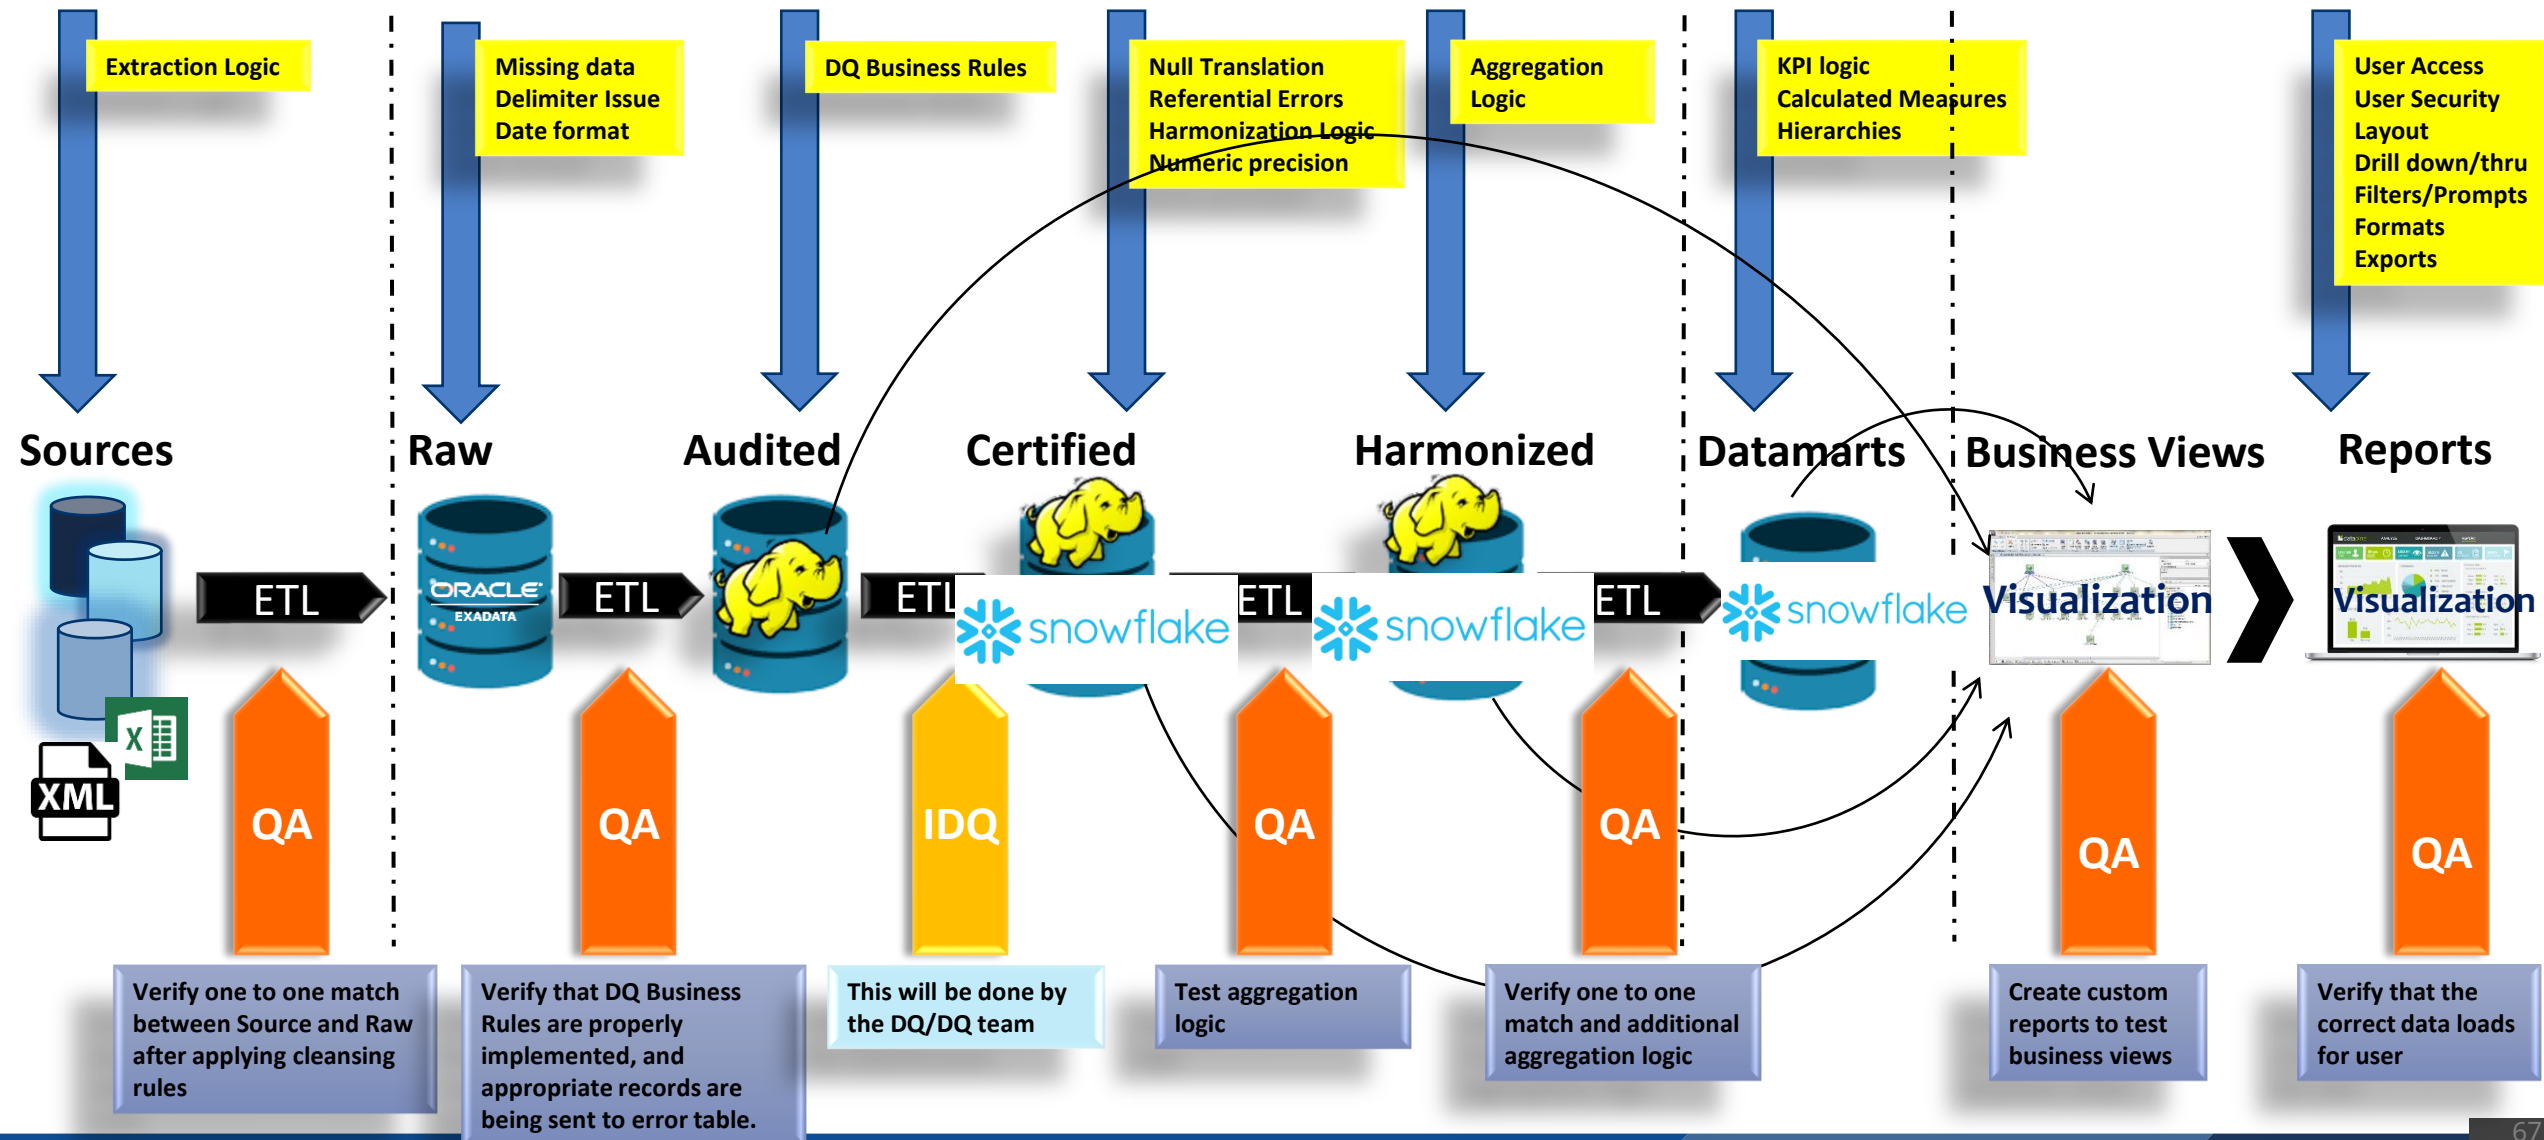 Extraction Logic
Missing data
Delimiter Issue
Date format
DQ Business Rules
Null Translation
Referential Errors
Harmonization Logic
Numeric precision
Aggregation
Logic
KPI logic
Calculated Measures
Hierarchies
User Access
User Security
Layout
Drill down/thru
Filters/Prompts
Formats
Exports
Sources
Raw
Audited
Certified
Harmonized
Datamarts
Business Views
Reports
ETL
ORACLE
EXADATA
ETL
ETL
snowflake
ETL
snowflake
ETL
snowflake
Visualization
Visualization
X
XML
QA
QA
IDQ
QA
QA
QA
QA
Verify one to one match
between Source and Raw
after applying cleansing
rules
Verify that DQ Business
Rules are properly
implemented, and
appropriate records are
being sent to error table.
This will be done by
the DQ/DQ team
Test aggregation
logic
Verify one to one
match and additional
aggregation logic
Create custom
reports to test
business views
Verify that the
correct data loads
for user
67